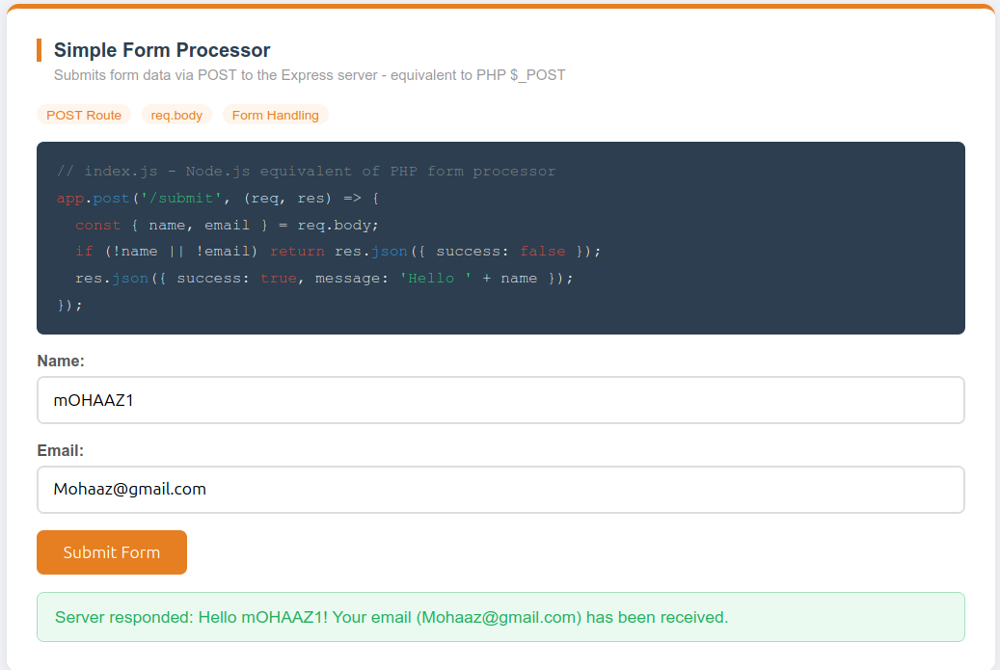 Simple Form Processor
Submits form data via POST to the Express server - equivalent to PHP $_POST
POST Route req.body Form Handling
// index.js - Node.js equivalent of PHP form processor
app.post('/submit', (req, res) => {
  const { name, email } = req.body;
  if (!name || !email) return res.json({ success: false });
  res.json({ success: true, message: 'Hello ' + name });
});
Name:
mOHAAZ1
Email:
Mohaaz@gmail.com
Submit Form
Server responded: Hello mOHAAZ1! Your email (Mohaaz@gmail.com) has been received.